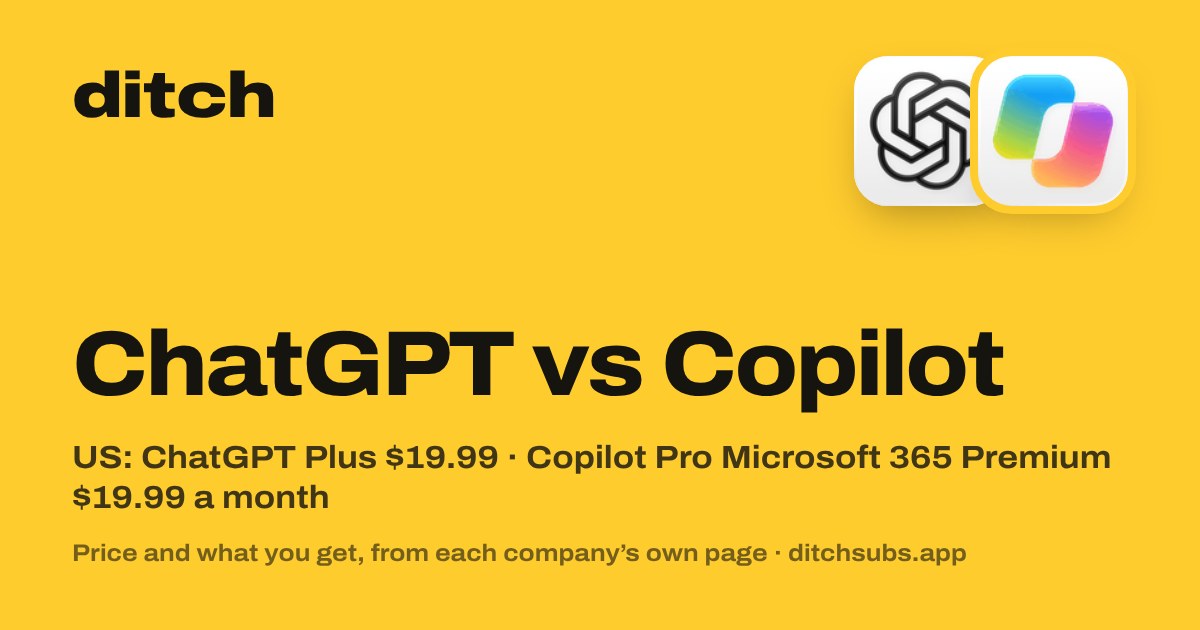 ditch
ChatGPT vs Copilot
US: ChatGPT Plus $19.99 · Copilot Pro Microsoft 365 Premium
$19.99 a month
Price and what you get, from each company’s own page · ditchsubs.app